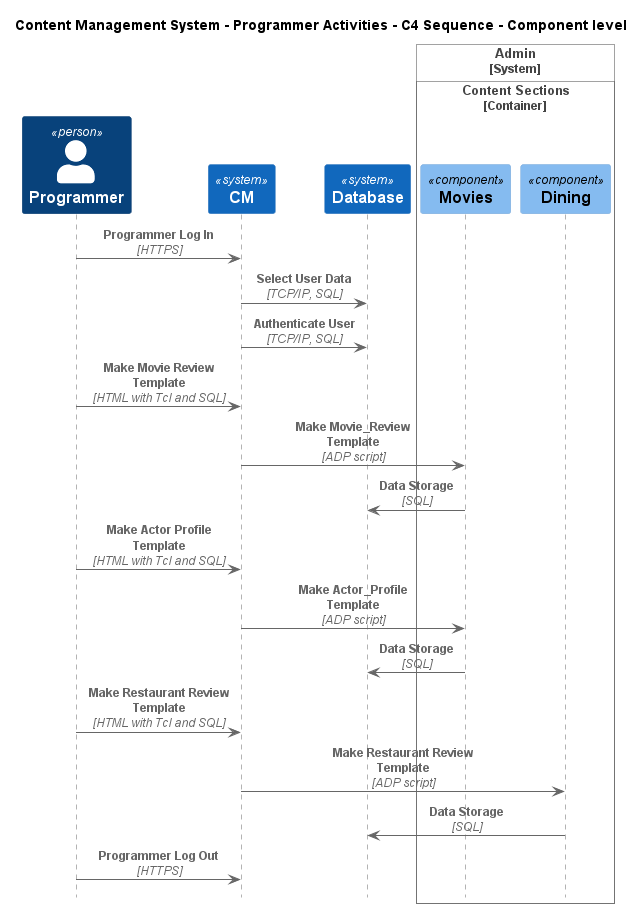 Content Management System - Programmer Activities - C4 Sequence - Component level
Admin
[System]
Content Sections
[Container]
«person»
Programmer
«system»
CM
«system»
Database
«component»
Movies
«component»
Dining
Programmer Log In
[HTTPS]
Select User Data
[TCP/IP, SQL]
Authenticate User
[TCP/IP, SQL]
Make Movie Review
Template
[HTML with Tcl and SQL]
Make Movie_Review
Template
[ADP script]
Data Storage
[SQL]
Make Actor Profile
Template
[HTML with Tcl and SQL]
Make Actor_Profile
Template
[ADP script]
Data Storage
[SQL]
Make Restaurant Review
Template
[HTML with Tcl and SQL]
Make Restaurant Review
Template
[ADP script]
Data Storage
[SQL]
Programmer Log Out
[HTTPS]